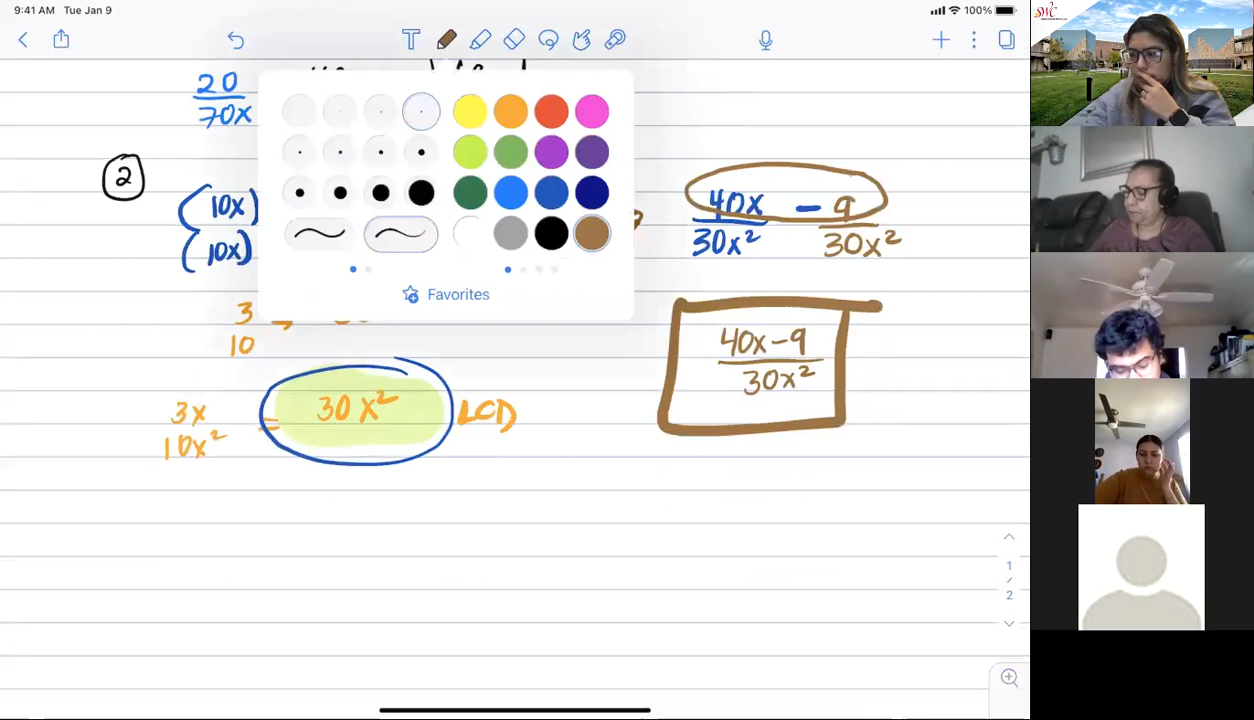 9:41 AM Tue Jan 9
100%
SWC
T
20
70x
2
10x
(10x)
40x - 9
30x² 30x²
Favorites
3
10
40x-9
30x²
3x
10x²
=
30x²
LCD
1
/
2